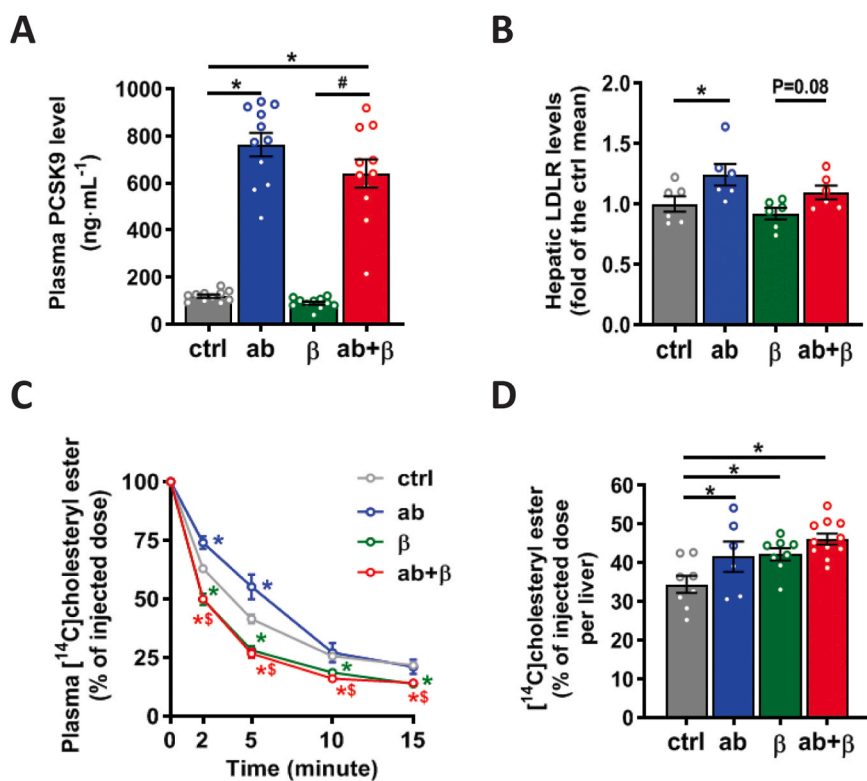 A
Plasma PCSK9 level
(ng·mL⁻¹)
1000
800
600
400
200
0
*
*
#
ctrl
ab
β
ab+β
B
Hepatic LDLR levels
(fold of the ctrl mean)
2.0
1.5
1.0
0.5
0.0
*
P=0.08
ctrl
ab
β
ab+β
C
Plasma [¹⁴C]cholesteryl ester
(% of injected dose)
100
75
50
25
0
ctrl
ab
β
ab+β
*
*
*
*
*
*
*$
*$
*$
*$
0
2
5
10
15
Time (minute)
D
[¹⁴C]cholesteryl ester
(% of injected dose
per liver)
60
50
40
30
20
10
0
*
*
*
ctrl
ab
β
ab+β